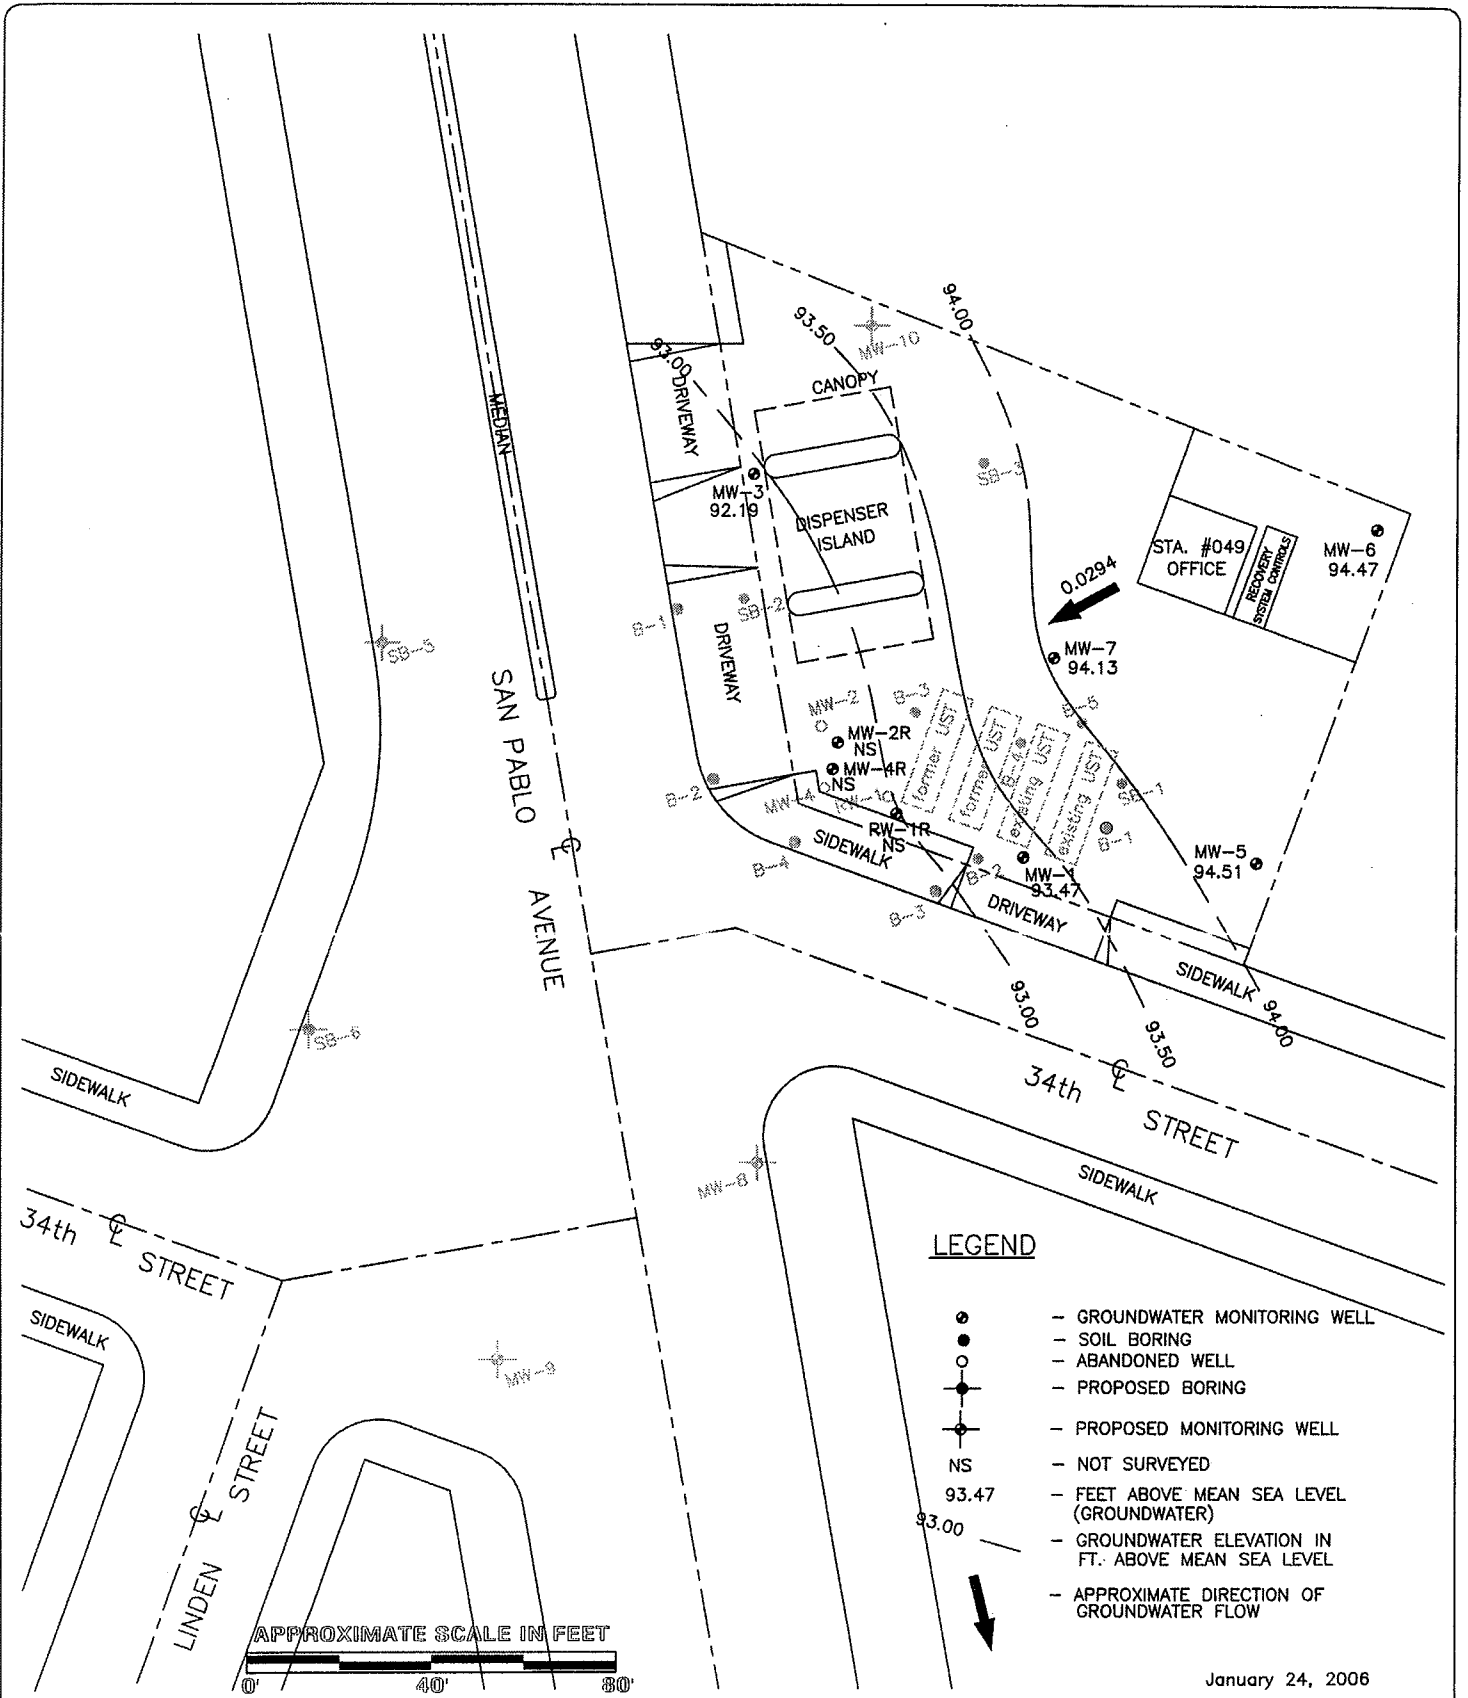 94.00
93.50
MW-10
93.00
CANOPY
DRIVEWAY
MEDIAN
SB-3
MW-3
92.19
DISPENSER
ISLAND
STA. #049
OFFICE
RECOVERY
SYSTEM CONTROLS
MW-6
94.47
0.0294
B-1
SB-2
SB-5
DRIVEWAY
MW-7
94.13
SAN PABLO
AVENUE
MW-2
B-3
B-5
MW-2R
NS
MW-4R
NS
former UST
former UST
B-4
existing UST
existing UST
B-2
MW-4
RW-1
SB-1
B-1
RW-1R
NS
SIDEWALK
B-4
B-2
MW-1
93.47
MW-5
94.51
B-3
DRIVEWAY
SIDEWALK
93.00
93.50
94.00
SB-6
SIDEWALK
34th
STREET
MW-8
SIDEWALK
34th
STREET
SIDEWALK
MW-9
LINDEN
STREET
LEGEND
- GROUNDWATER MONITORING WELL
- SOIL BORING
- ABANDONED WELL
- PROPOSED BORING
- PROPOSED MONITORING WELL
NS - NOT SURVEYED
93.47 - FEET ABOVE MEAN SEA LEVEL
(GROUNDWATER)
93.00 - GROUNDWATER ELEVATION IN
FT. ABOVE MEAN SEA LEVEL
- APPROXIMATE DIRECTION OF
GROUNDWATER FLOW
APPROXIMATE SCALE IN FEET
0' 40' 80'
January 24, 2006